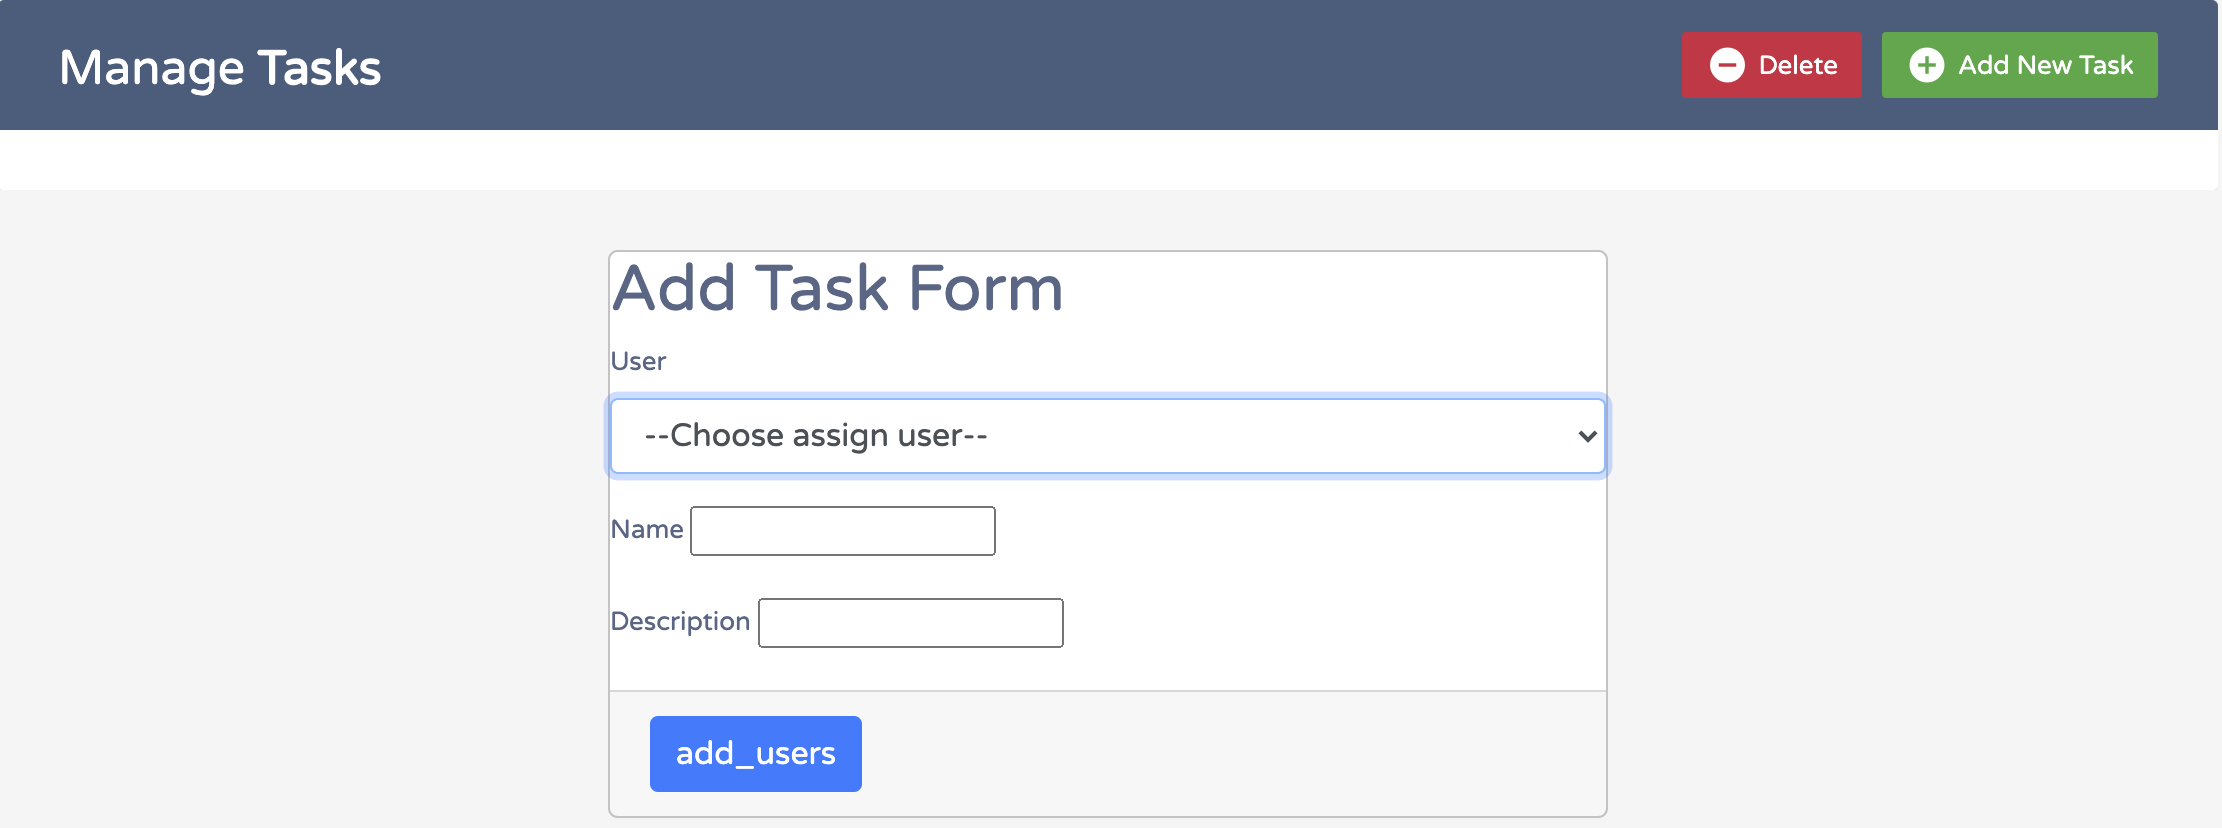 Manage Tasks
Delete
Add New Task
Add Task Form
User
--Choose assign user--
Name
Description
add_users